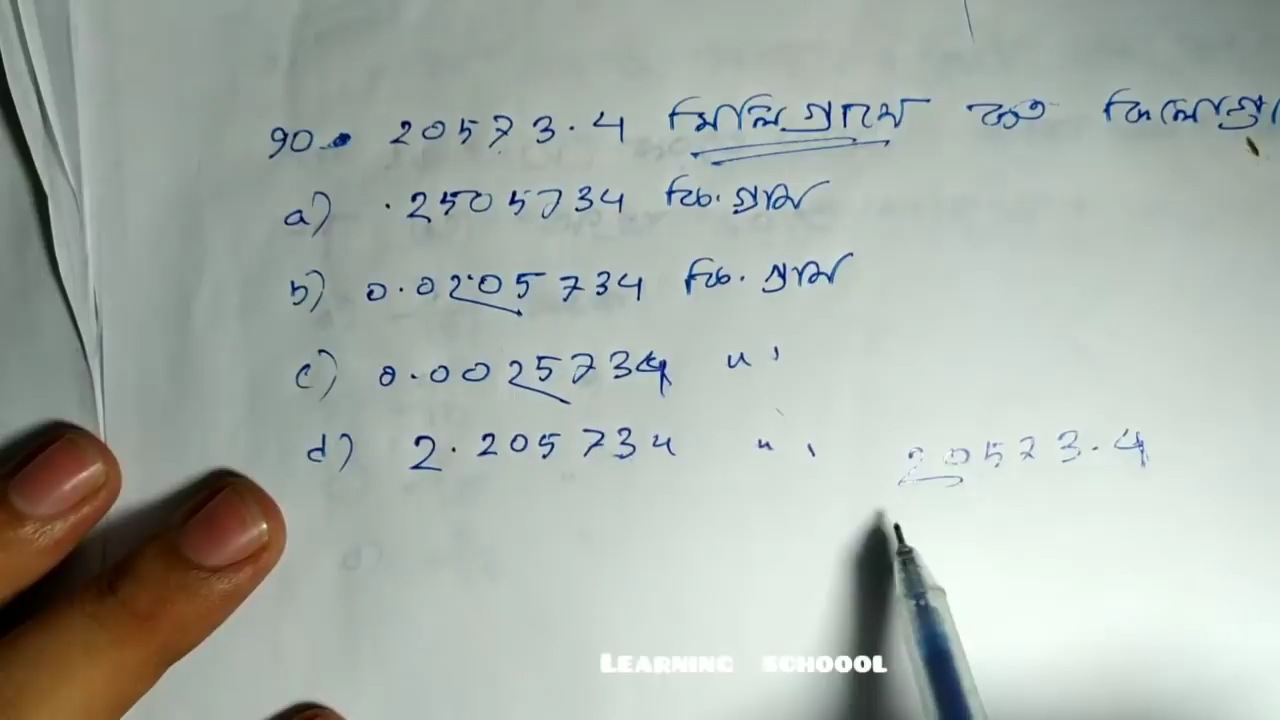 90. 20573.4 মিলিগ্রামে কত কিলোগ্রা
a) .2505734 কি. গ্রাম
b) 0.0205734 কি. গ্রাম
c) 0.0025734 "
d) 2.205734 "
20573.4
LEARNING SCHOOOL